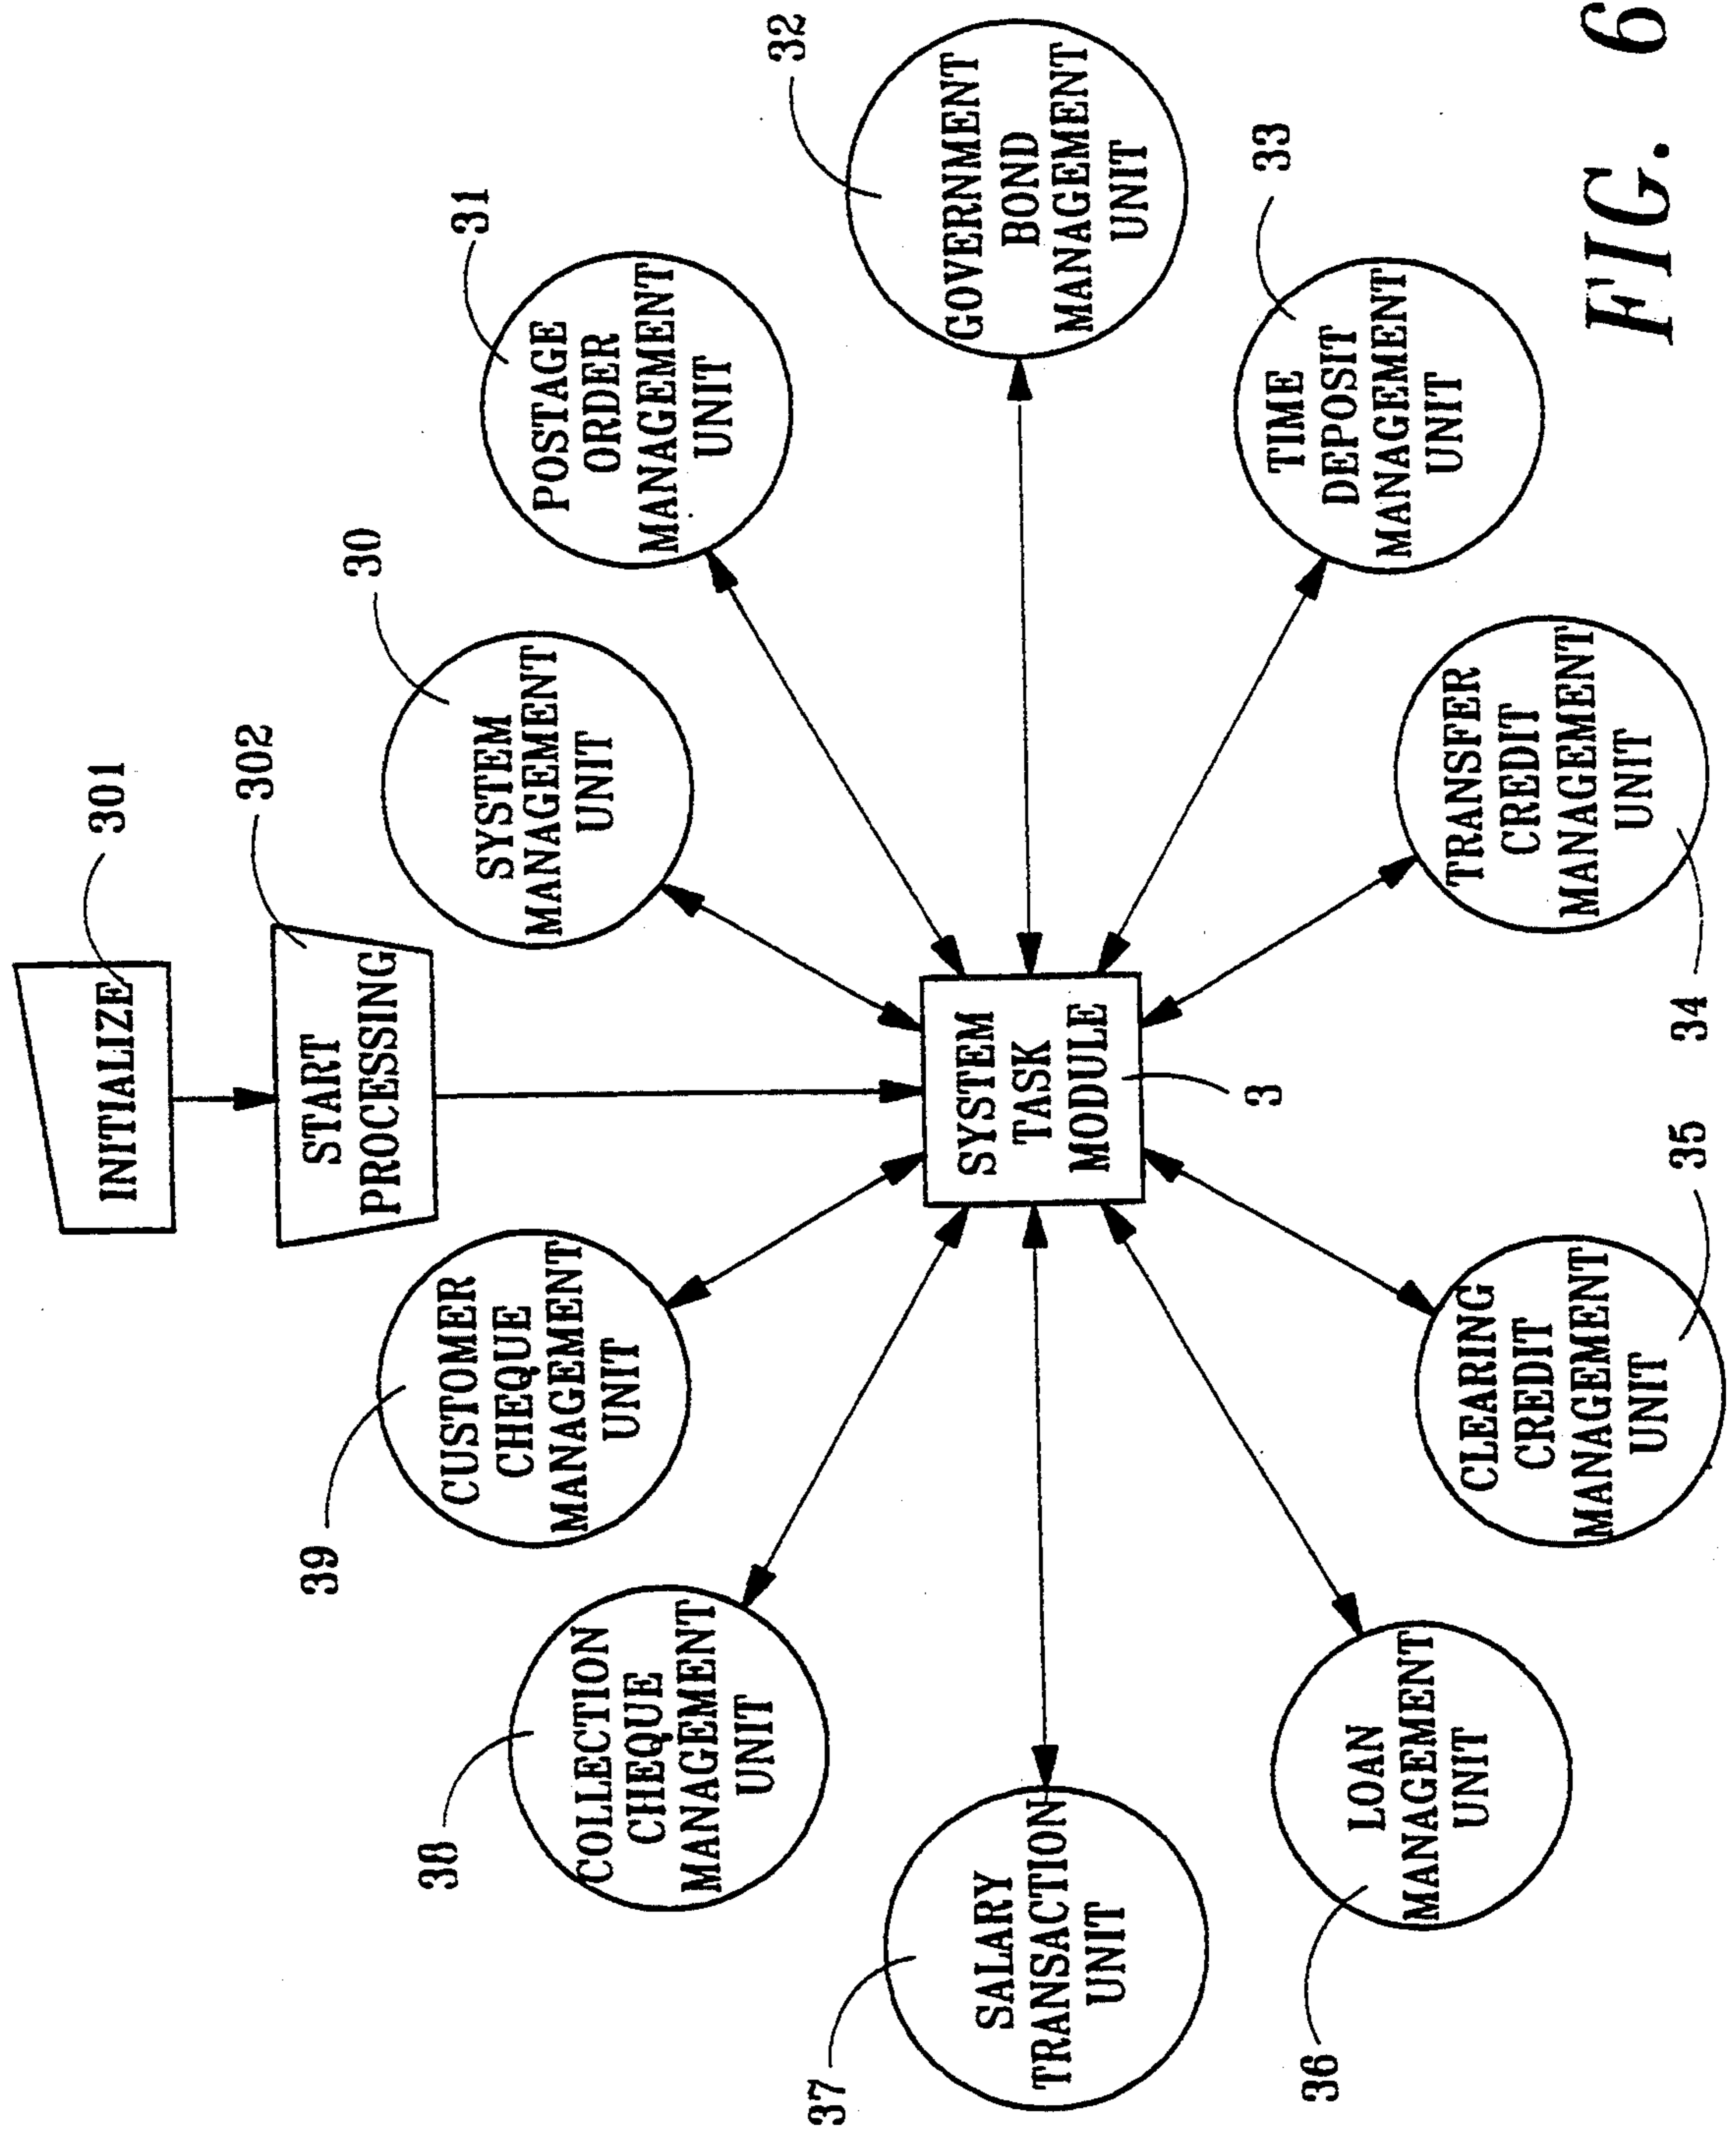 301
INITIALIZE
302
START
PROCESSING
30
SYSTEM
MANAGEMENT
UNIT
31
POSTAGE
ORDER
MANAGEMENT
UNIT
32
GOVERNMENT
BOND
MANAGEMENT
UNIT
33
TIME
DEPOSIT
MANAGEMENT
UNIT
TRANSFER
CREDIT
MANAGEMENT
UNIT
34
SYSTEM
TASK
MODULE
3
CLEARING
CREDIT
MANAGEMENT
UNIT
35
LOAN
MANAGEMENT
UNIT
36
SALARY
TRANSACTION
UNIT
37
COLLECTION
CHEQUE
MANAGEMENT
UNIT
38
CUSTOMER
CHEQUE
MANAGEMENT
UNIT
39
FIG. 6